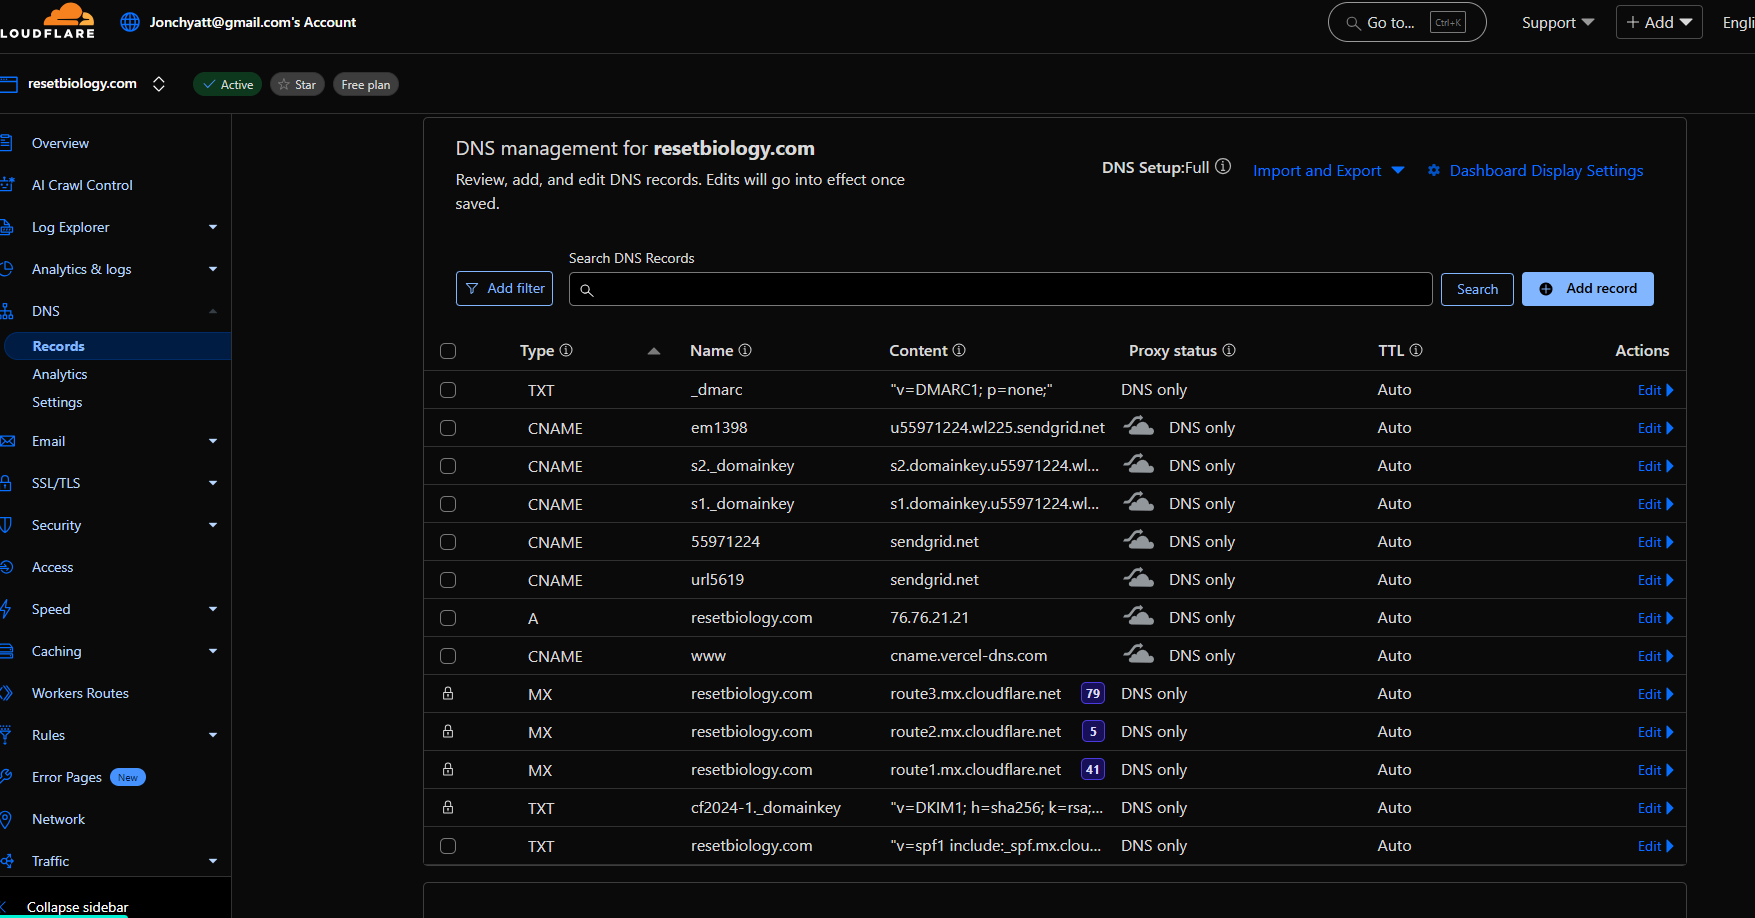 LOUDFLARE
Jonchyatt@gmail.com's Account
Go to...
Ctrl+K
Support
Add
Engli
resetbiology.com
Active
Star
Free plan
Overview
AI Crawl Control
Log Explorer
Analytics & logs
DNS
Records
Analytics
Settings
Email
SSL/TLS
Security
Access
Speed
Caching
Workers Routes
Rules
Error Pages New
Network
Traffic
Collapse sidebar
DNS management for resetbiology.com
Review, add, and edit DNS records. Edits will go into effect once
saved.
DNS Setup:Full
Import and Export
Dashboard Display Settings
Search DNS Records
Add filter
Search
Add record
Type Name Content Proxy status TTL Actions
TXT _dmarc "v=DMARC1; p=none;" DNS only Auto Edit
CNAME em1398 u55971224.wl225.sendgrid.net DNS only Auto Edit
CNAME s2._domainkey s2.domainkey.u55971224.wl... DNS only Auto Edit
CNAME s1._domainkey s1.domainkey.u55971224.wl... DNS only Auto Edit
CNAME 55971224 sendgrid.net DNS only Auto Edit
CNAME url5619 sendgrid.net DNS only Auto Edit
A resetbiology.com 76.76.21.21 DNS only Auto Edit
CNAME www cname.vercel-dns.com DNS only Auto Edit
MX resetbiology.com route3.mx.cloudflare.net 79 DNS only Auto Edit
MX resetbiology.com route2.mx.cloudflare.net 5 DNS only Auto Edit
MX resetbiology.com route1.mx.cloudflare.net 41 DNS only Auto Edit
TXT cf2024-1._domainkey "v=DKIM1; h=sha256; k=rsa;... DNS only Auto Edit
TXT resetbiology.com "v=spf1 include:_spf.mx.clou... DNS only Auto Edit